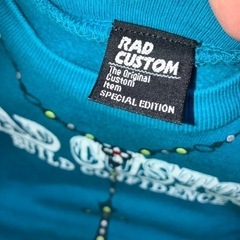 RAD
CUSTOM
The Original
Custom
Item
SPECIAL EDITION
BUILD CONFIDENCE